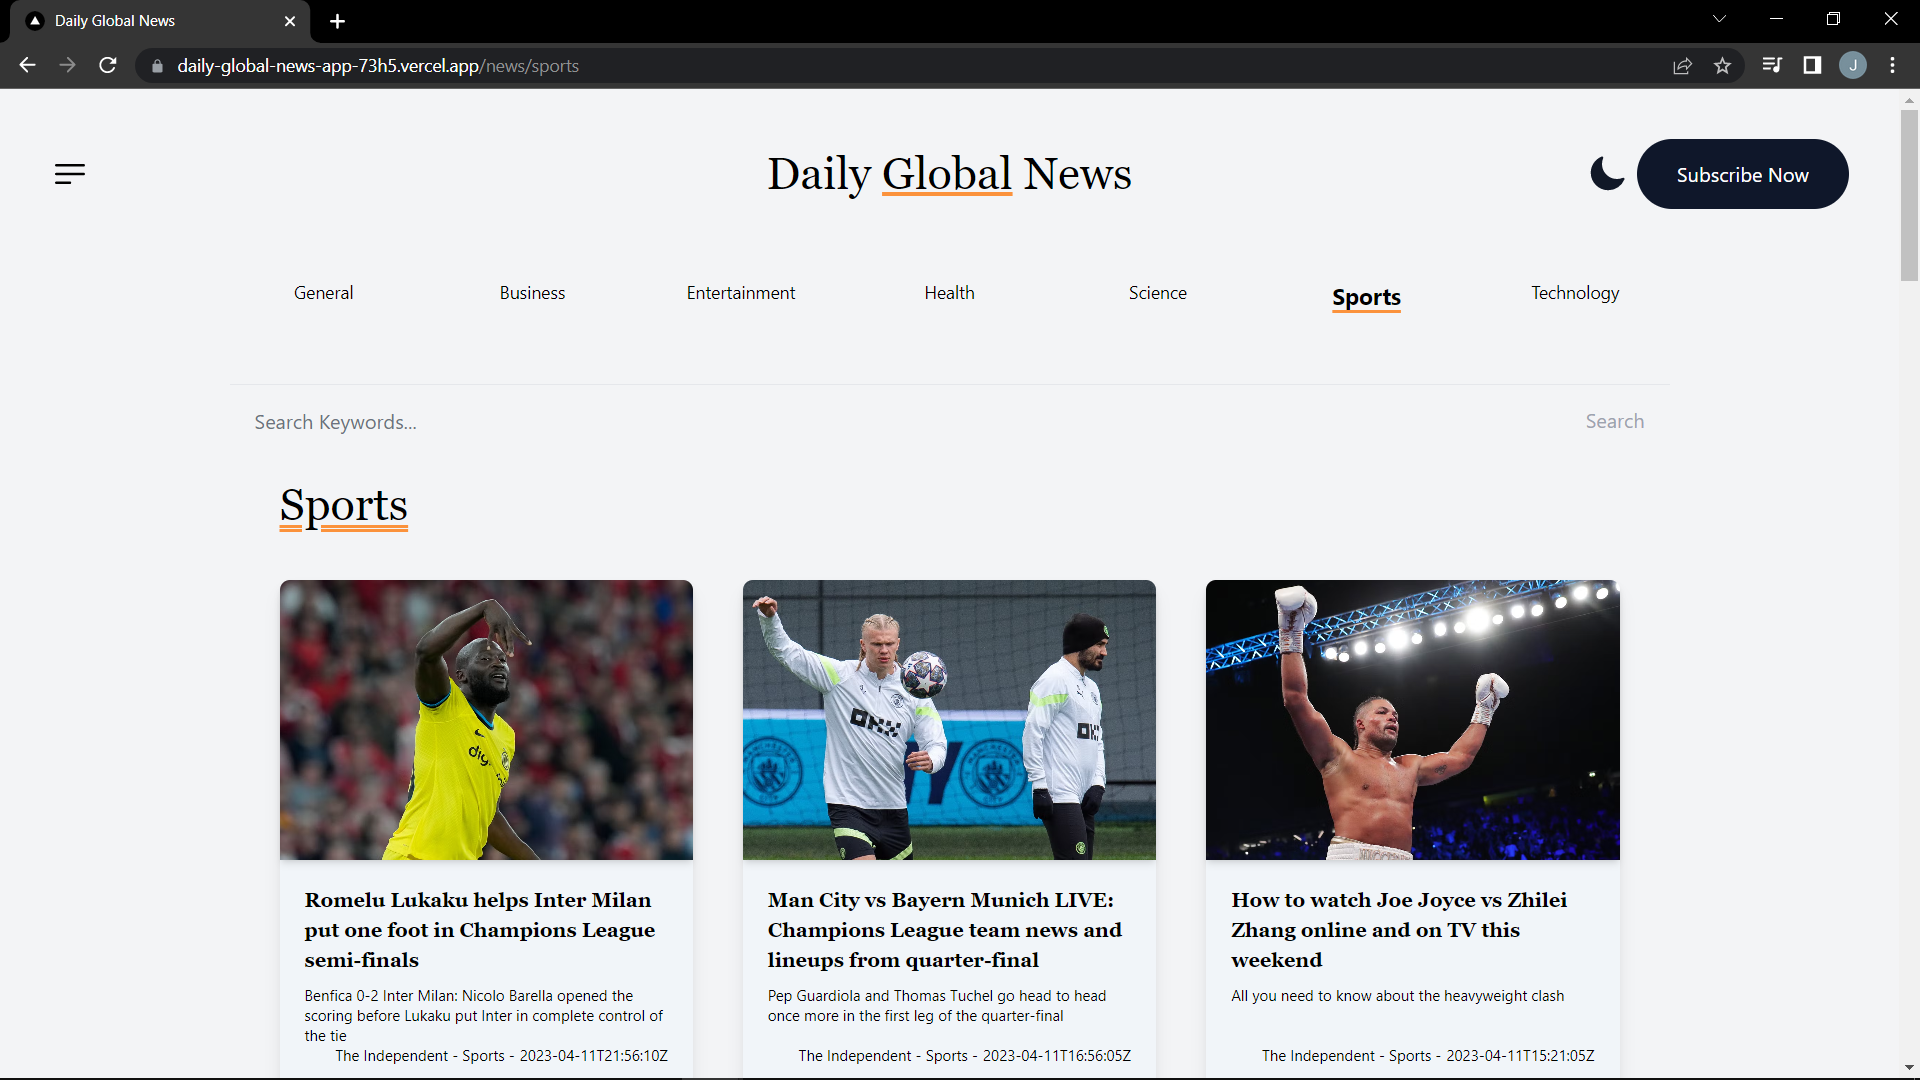 Daily Global News
daily-global-news-app-73h5.vercel.app/news/sports
J
Daily Global News
Subscribe Now
General
Business
Entertainment
Health
Science
Sports
Technology
Search Keywords...
Search
Sports
MANCHESTER
CITY
MANCHESTER
CITY
Romelu Lukaku helps Inter Milan
put one foot in Champions League
semi-finals
Benfica 0-2 Inter Milan: Nicolo Barella opened the
scoring before Lukaku put Inter in complete control of
the tie
The Independent - Sports - 2023-04-11T21:56:10Z
Man City vs Bayern Munich LIVE:
Champions League team news and
lineups from quarter-final
Pep Guardiola and Thomas Tuchel go head to head
once more in the first leg of the quarter-final
The Independent - Sports - 2023-04-11T16:56:05Z
How to watch Joe Joyce vs Zhilei
Zhang online and on TV this
weekend
All you need to know about the heavyweight clash
The Independent - Sports - 2023-04-11T15:21:05Z